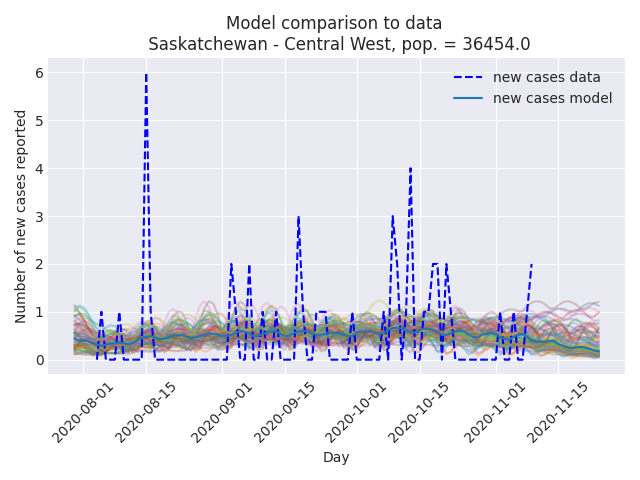 Model comparison to data
Saskatchewan - Central West, pop. = 36454.0
new cases data
new cases model
Number of new cases reported
6
5
4
3
2
1
0
2020-08-01
2020-08-15
2020-09-01
2020-09-15
2020-10-01
2020-10-15
2020-11-01
2020-11-15
Day